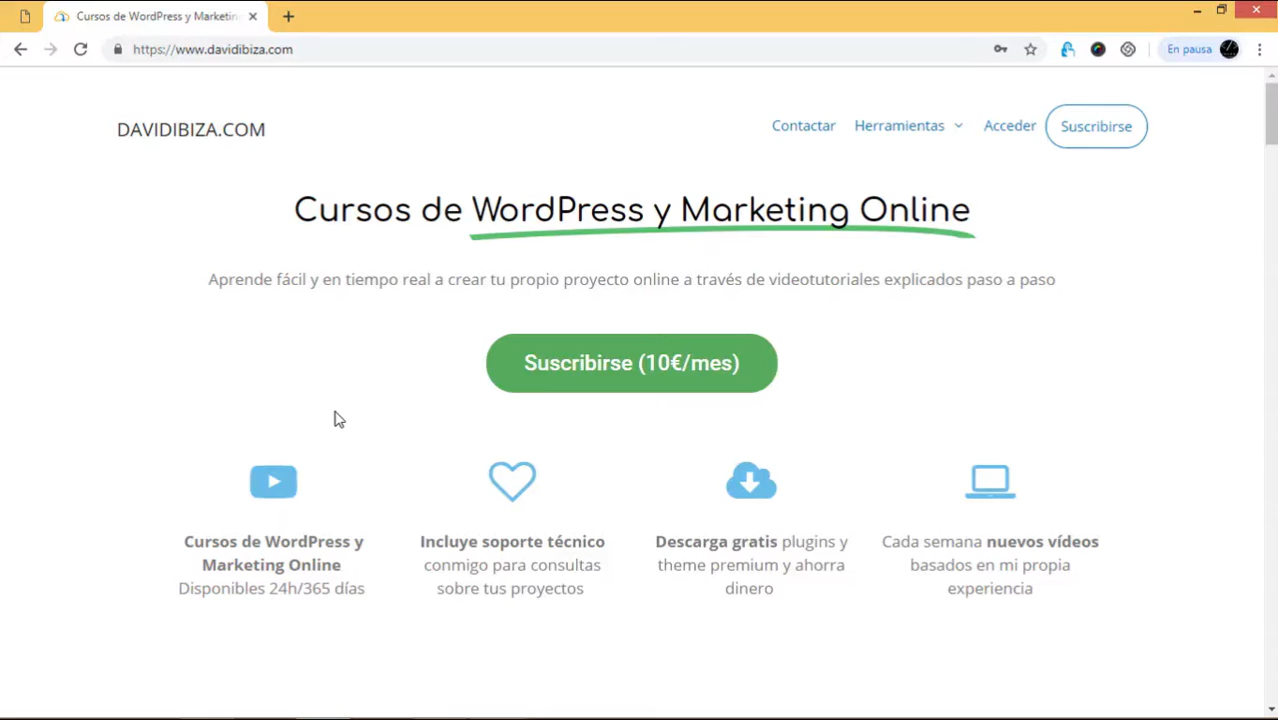 Cursos de WordPress y Marketin
https://www.davidibiza.com
En pausa
DAVIDIBIZA.COM
Contactar
Herramientas
Acceder
Suscribirse
Cursos de WordPress y Marketing Online
Aprende fácil y en tiempo real a crear tu propio proyecto online a través de videotutoriales explicados paso a paso
Suscribirse (10€/mes)
Cursos de WordPress y
Marketing Online
Disponibles 24h/365 días
Incluye soporte técnico
conmigo para consultas
sobre tus proyectos
Descarga gratis plugins y
theme premium y ahorra
dinero
Cada semana nuevos vídeos
basados en mi propia
experiencia